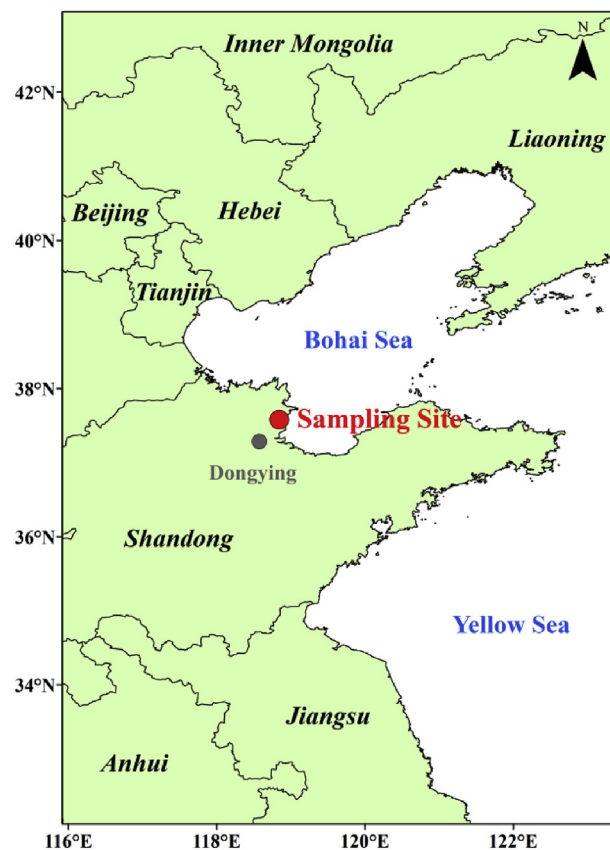 Inner Mongolia
N
42°N
Liaoning
Beijing
Hebei
40°N
Tianjin
Bohai Sea
38°N
Sampling Site
Dongying
Shandong
36°N
Yellow Sea
34°N
Jiangsu
Anhui
116°E
118°E
120°E
122°E